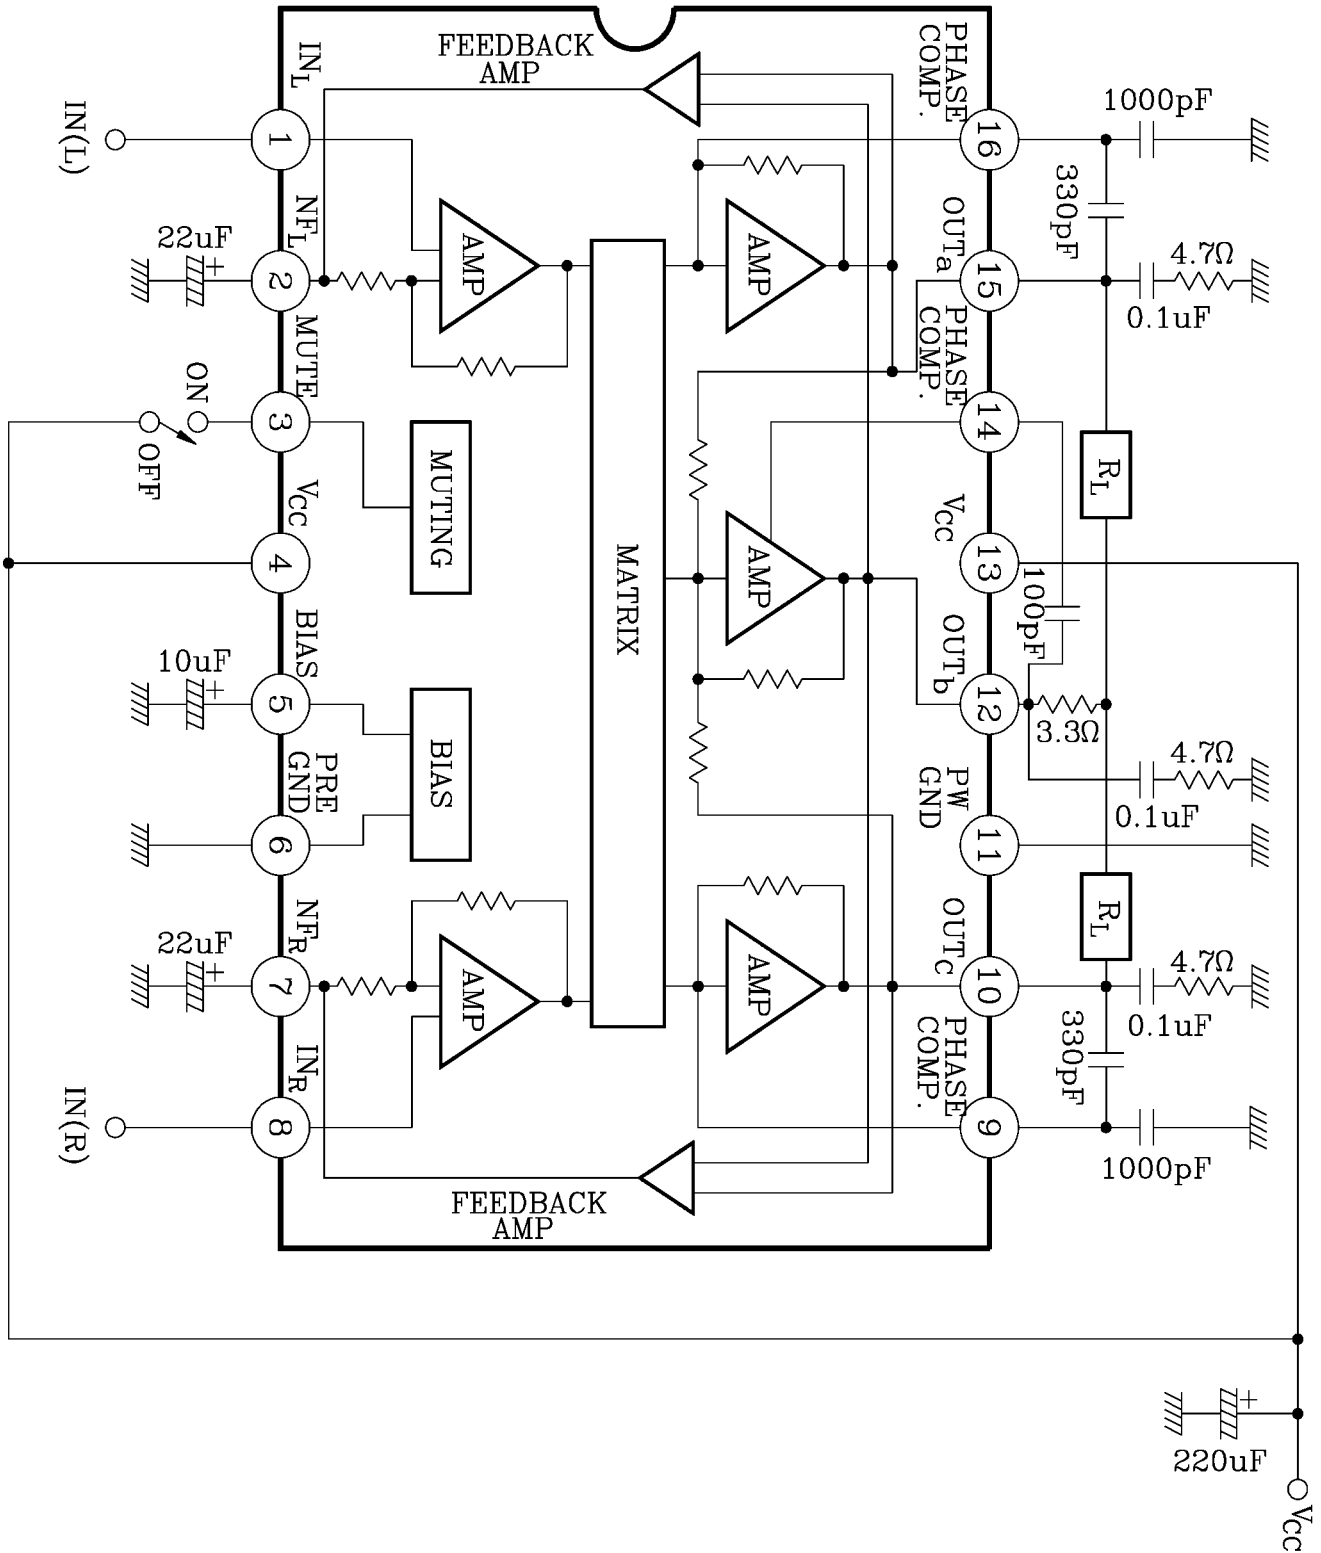 FEEDBACK
AMP
IN_L
PHASE
COMP.
1000pF
IN(L)
1
16
330pF
22uF
NF_L
AMP
AMP
OUT_a
4.7Ω
2
15
0.1uF
MUTE
PHASE
COMP.
ON
OFF
3
14
MUTING
R_L
V_CC
V_CC
MATRIX
AMP
4
13
100pF
BIAS
OUT_b
10uF
5
12
3.3Ω
BIAS
PRE
GND
PW
GND
4.7Ω
0.1uF
6
11
NF_R
OUT_C
R_L
22uF
4.7Ω
7
AMP
AMP
10
0.1uF
IN_R
PHASE
COMP.
330pF
IN(R)
8
9
1000pF
FEEDBACK
AMP
220uF
V_CC